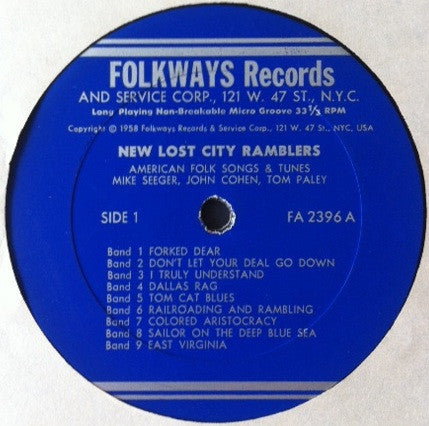 FOLKWAYS Records
AND SERVICE CORP., 121 W. 47 ST., N.Y.C.
Long Playing Non-Breakable Micro Groove 33 1/3 RPM
Copyright © 1958 Folkways Records & Service Corp., 121 W. 47 St., NYC, USA
NEW LOST CITY RAMBLERS
AMERICAN FOLK SONGS & TUNES
MIKE SEEGER, JOHN COHEN, TOM PALEY
SIDE 1 FA 2396 A
Band 1 FORKED DEAR
Band 2 DON'T LET YOUR DEAL GO DOWN
Band 3 I TRULY UNDERSTAND
Band 4 DALLAS RAG
Band 5 TOM CAT BLUES
Band 6 RAILROADING AND RAMBLING
Band 7 COLORED ARISTOCRACY
Band 8 SAILOR ON THE DEEP BLUE SEA
Band 9 EAST VIRGINIA